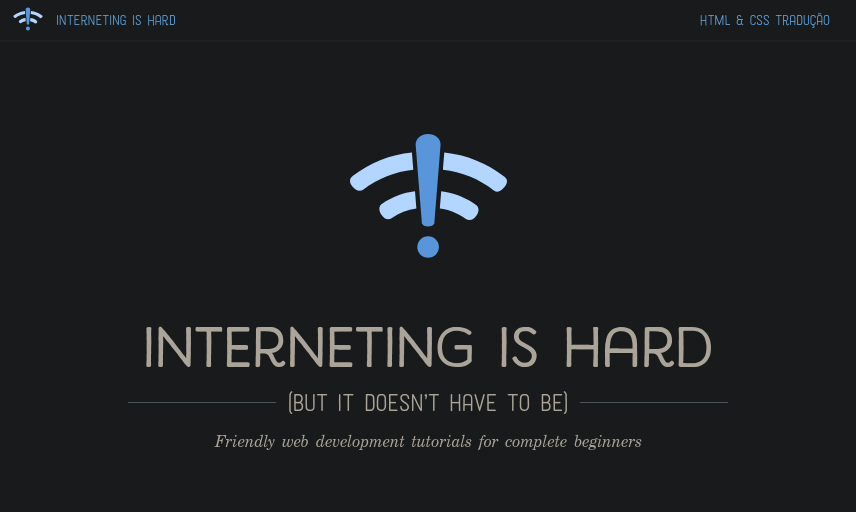 INTERNETING IS HARD
HTML & CSS TRADUÇÃO
INTERNETING IS HARD
(BUT IT DOESN'T HAVE TO BE)
Friendly web development tutorials for complete beginners